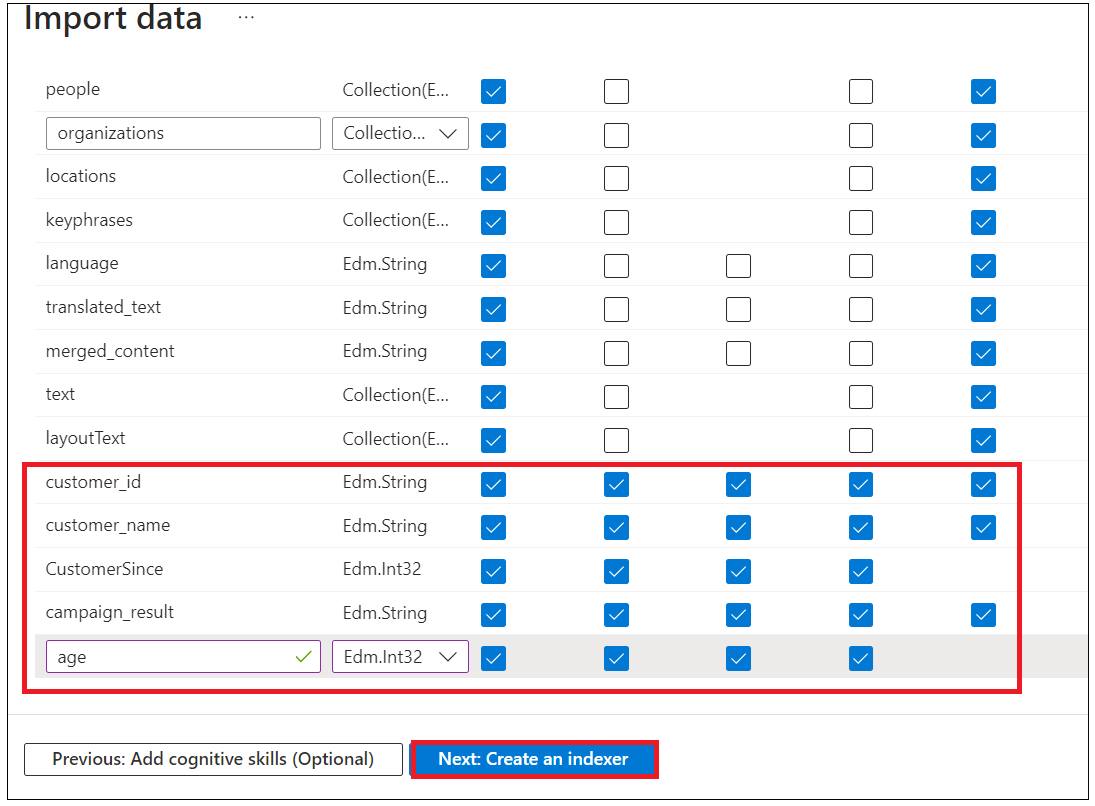 Import data ...
people Collection(E...
organizations Collectio...
locations Collection(E...
keyphrases Collection(E...
language Edm.String
translated_text Edm.String
merged_content Edm.String
text Collection(E...
layoutText Collection(E...
customer_id Edm.String
customer_name Edm.String
CustomerSince Edm.Int32
campaign_result Edm.String
age Edm.Int32
Previous: Add cognitive skills (Optional) Next: Create an indexer